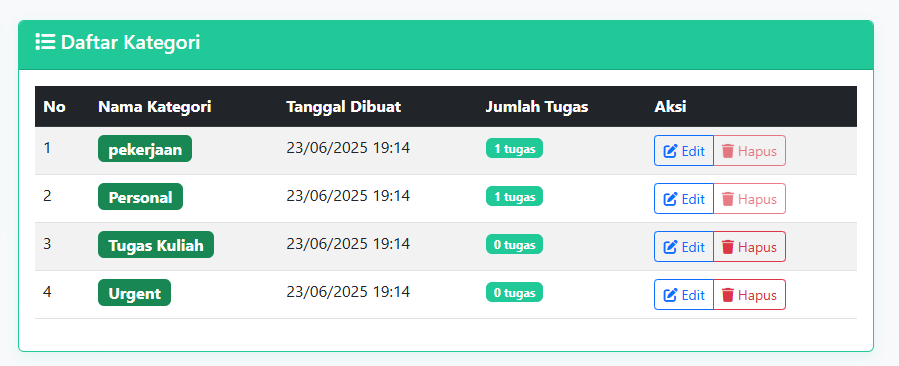 Daftar Kategori
No Nama Kategori Tanggal Dibuat Jumlah Tugas Aksi
1 pekerjaan 23/06/2025 19:14 1 tugas Edit Hapus
2 Personal 23/06/2025 19:14 1 tugas Edit Hapus
3 Tugas Kuliah 23/06/2025 19:14 0 tugas Edit Hapus
4 Urgent 23/06/2025 19:14 0 tugas Edit Hapus